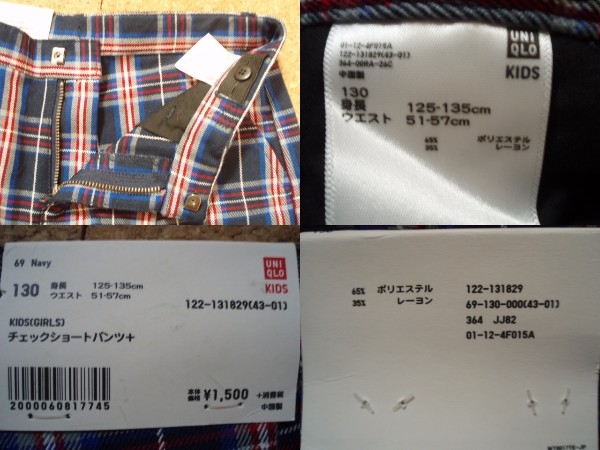 UNI
QLO
KIDS
01-12-4F015A
122-131829(43-01)
364-00RA-26C
中国製
130
身長 125-135cm
ウエスト 51-57cm
65% ポリエステル
35% レーヨン
69 Navy
UNI
QLO
KIDS
130 身長 125-135cm
ウエスト 51-57cm
122-131829(43-01)
KIDS(GIRLS)
チェックショートパンツ+
本体
価格 ¥1,500 +消費税
中国製
2000060817745
65% ポリエステル 122-131829
35% レーヨン 69-130-000(43-01)
364 JJ82
01-12-4F015A